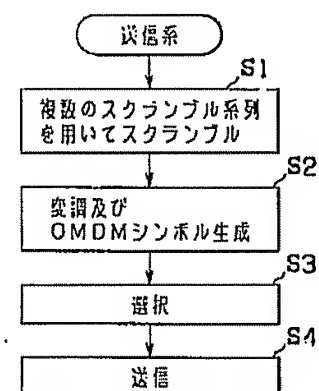 送信系
S1
複数のスクランブル系列
を用いてスクランブル
S2
変調及び
OMDMシンボル生成
S3
選択
S4
送信